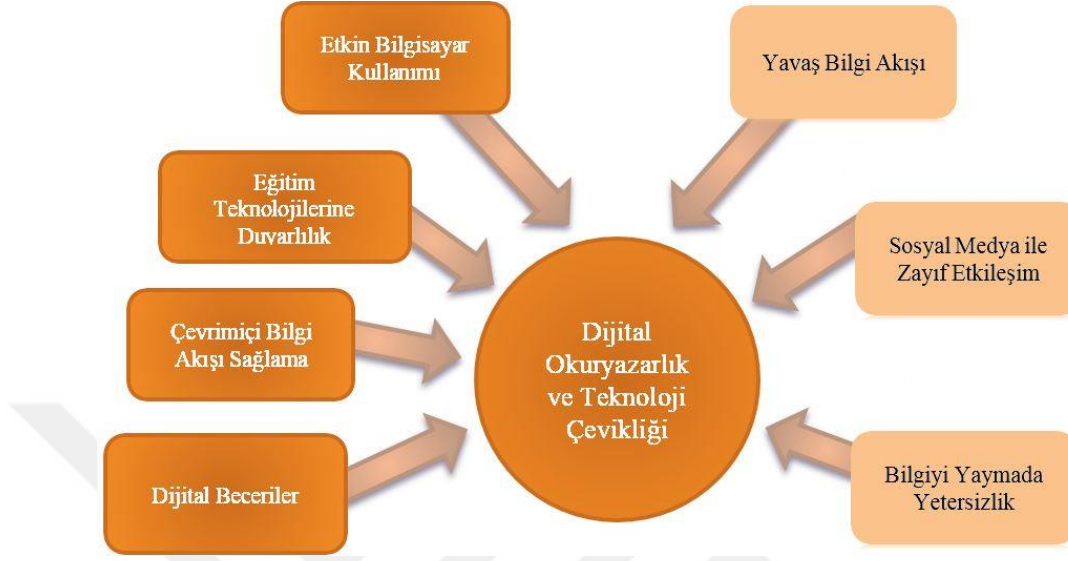 Etkin Bilgisayar
Kullanımı
Yavaş Bilgi Akışı
Eğitim
Teknolojilerine
Duyarlılık
Sosyal Medya ile
Zayıf Etkileşim
Çevrimiçi Bilgi
Akışı Sağlama
Dijital
Okuryazarlık
ve Teknoloji
Çevikliği
Dijital Beceriler
Bilgiyi Yaymada
Yetersizlik